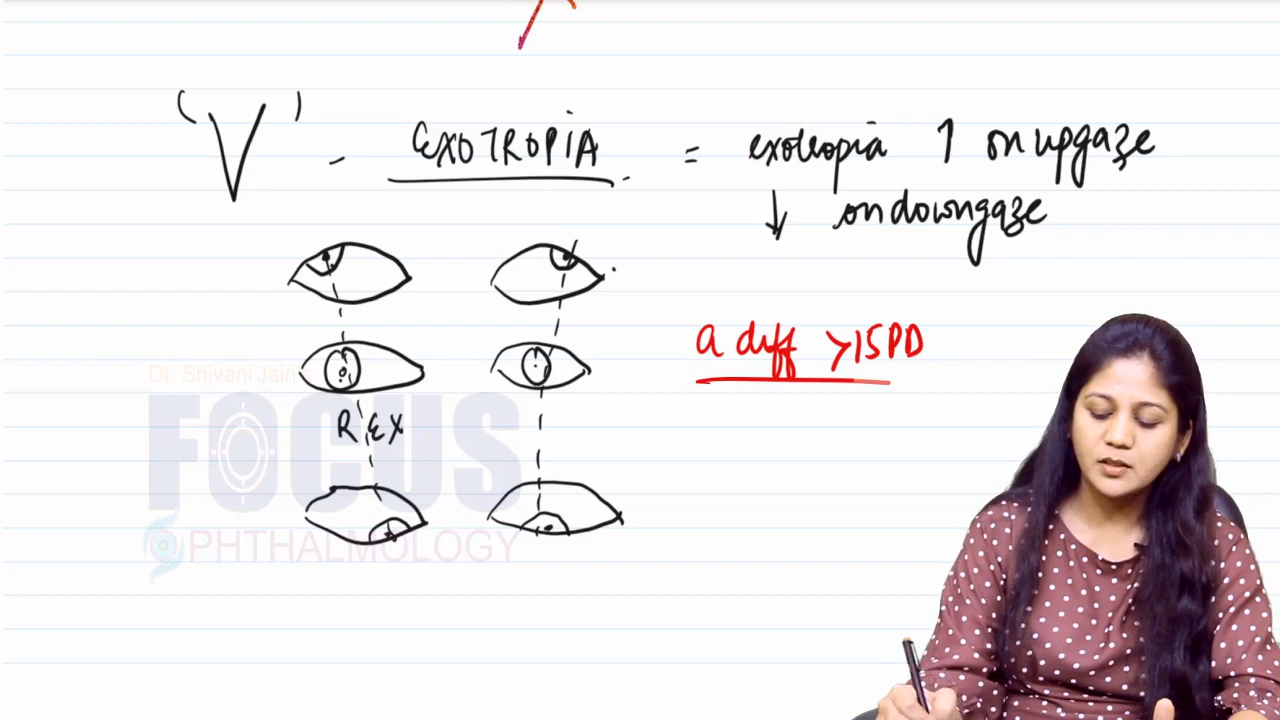 'V' - EXOTROPIA = exotropia ↑ on upgaze
↓ on downgaze
a diff >15PD
Dr. Shivani Jain's
R EX
FOCUS
OPHTHALMOLOGY